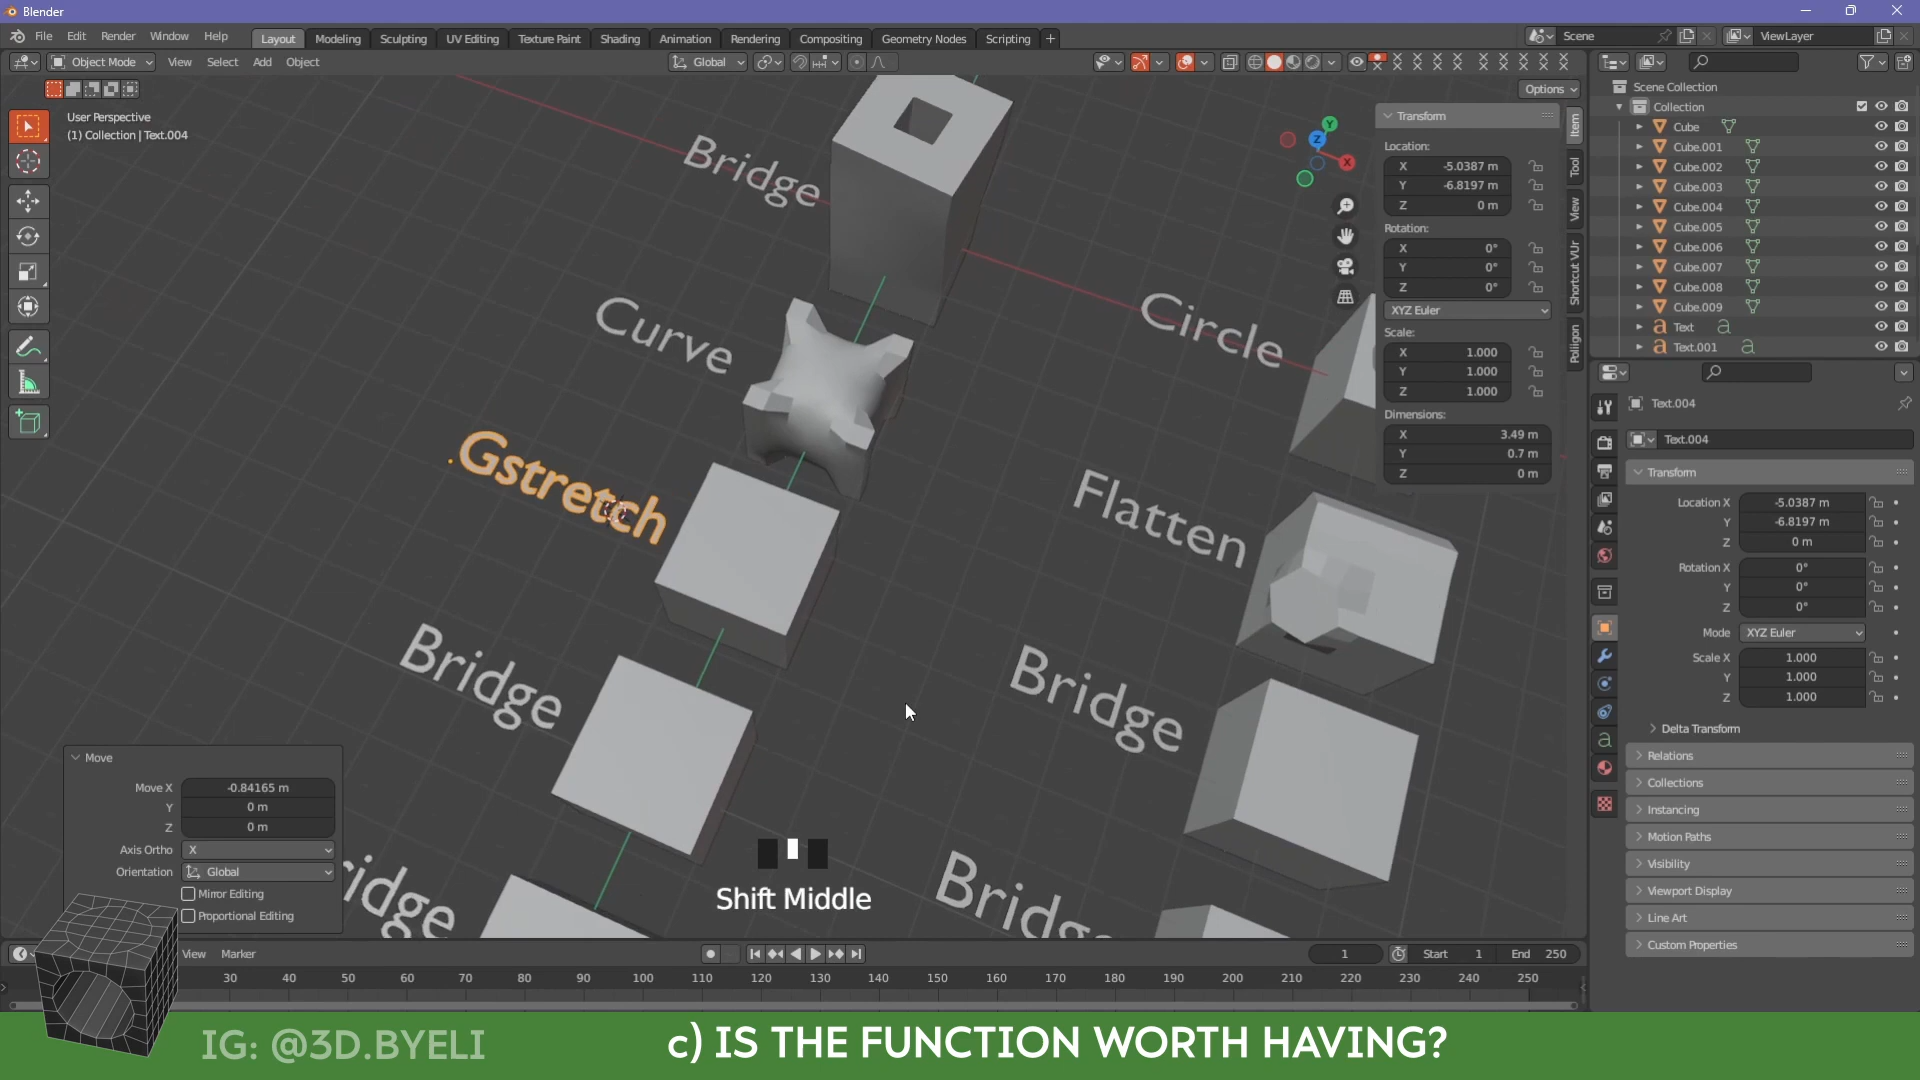 Blender
File Edit Render Window Help Layout Modeling Sculpting UV Editing Texture Paint Shading Animation Rendering Compositing Geometry Nodes Scripting + Scene ViewLayer
Object Mode View Select Add Object Global
Options
User Perspective
(1) Collection | Text.004
Bridge
Curve
Circle
Gstretch
Flatten
Bridge
Bridge
ridge
Bridg
Transform
Location:
X -5.0387 m
Y -6.8197 m
Z 0 m
Rotation:
X 0°
Y 0°
Z 0°
XYZ Euler
Scale:
X 1.000
Y 1.000
Z 1.000
Dimensions:
X 3.49 m
Y 0.7 m
Z 0 m
Item
Tool
View
Shortcut VUr
Poliigon
Y
Z
X
Scene Collection
Collection
Cube
Cube.001
Cube.002
Cube.003
Cube.004
Cube.005
Cube.006
Cube.007
Cube.008
Cube.009
Text
Text.001
Text.004
Text.004
Transform
Location X -5.0387 m
Y -6.8197 m
Z 0 m
Rotation X 0°
Y 0°
Z 0°
Mode XYZ Euler
Scale X 1.000
Y 1.000
Z 1.000
Delta Transform
Relations
Collections
Instancing
Motion Paths
Visibility
Viewport Display
Line Art
Custom Properties
Move
Move X -0.84165 m
Y 0 m
Z 0 m
Axis Ortho X
Orientation Global
Mirror Editing
Proportional Editing
Shift Middle
View Marker 1 Start 1 End 250
30 40 50 60 70 80 90 100 110 120 130 140 150 160 170 180 190 200 210 220 230 240 250
IG: @3D.BYELI
c) IS THE FUNCTION WORTH HAVING?